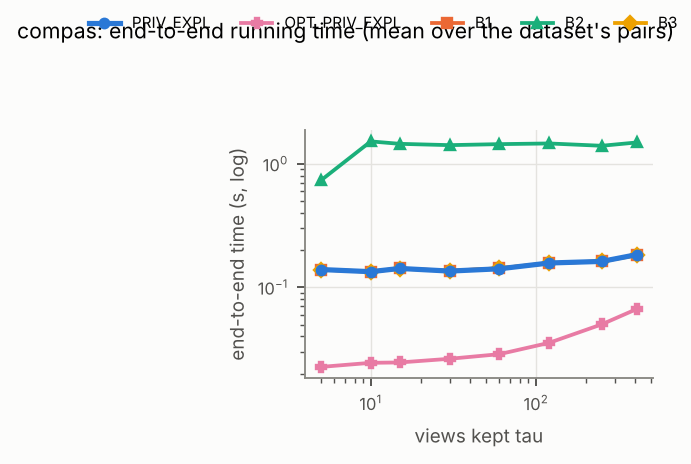 PRIV_EXPL OPT_PRIV_EXPL B1 B2 B3
compas: end-to-end running time (mean over the dataset's pairs)
end-to-end time (s, log)
10⁰
10⁻¹
10¹ 10²
views kept tau